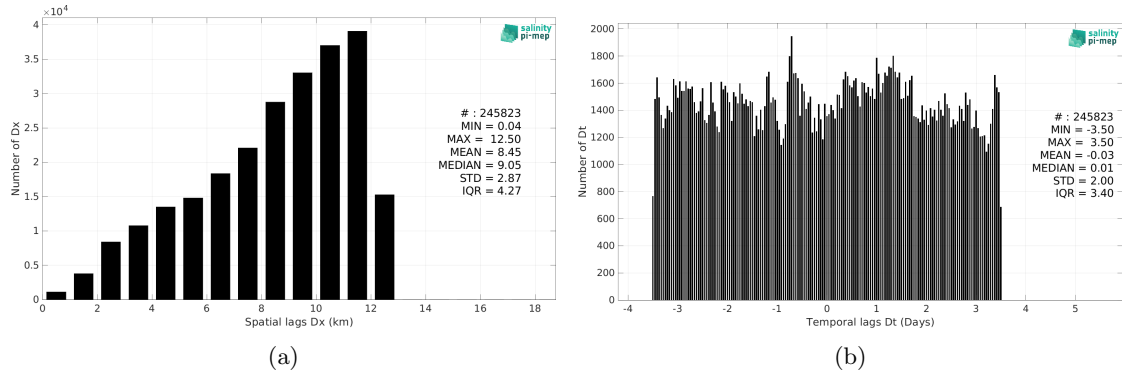 ×10⁴
4
3.5
3
2.5
2
1.5
1
0.5
0
Number of Dx
0 2 4 6 8 10 12 14 16 18
Spatial lags Dx (km)
salinity
pi-mep
# : 245823
MIN = 0.04
MAX = 12.50
MEAN = 8.45
MEDIAN = 9.05
STD = 2.87
IQR = 4.27
(a)
2000
1800
1600
1400
1200
1000
800
600
400
200
0
Number of Dt
-4 -3 -2 -1 0 1 2 3 4 5
Temporal lags Dt (Days)
salinity
pi-mep
# : 245823
MIN = -3.50
MAX = 3.50
MEAN = -0.03
MEDIAN = 0.01
STD = 2.00
IQR = 3.40
(b)